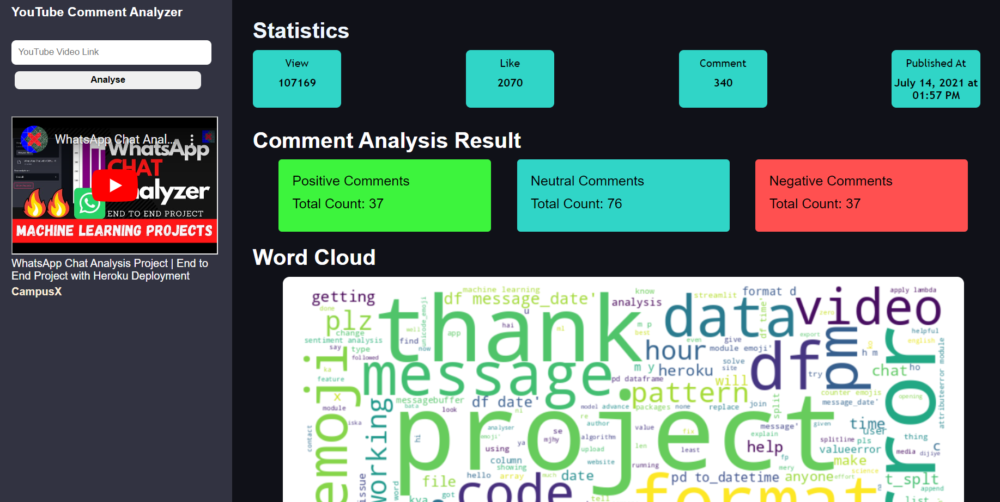 YouTube Comment Analyzer
YouTube Video Link
Analyse
WhatsApp Chat Anal...
WhatsApp
CHAT
nalyzer
END TO END PROJECT
MACHINE LEARNING PROJECTS
WhatsApp Chat Analysis Project | End to
End Project with Heroku Deployment
CampusX
Statistics
View
107169
Like
2070
Comment
340
Published At
July 14, 2021 at
01:57 PM
Comment Analysis Result
Positive Comments
Total Count: 37
Neutral Comments
Total Count: 76
Negative Comments
Total Count: 37
Word Cloud
getting
machine learning
df message_date'
know
analysis
streamlit
format d
apply lambda
video
done
plz
unicode_emoji
u
thank
data
df time'
zero
change
well
app
hai
ml
m p
best
export
helpful
sentiment analysis
find
now
even
give
pm
english
say
type
followed
hour
module emoji'
df
ko
h m
error
attributeerror module
ka
feature
message
m y
heroku
solve
site
try
chat
ho
emoji
x
module
working
pd dataframe
will
pattern
counter emojis
opening
messagebuffer
bata
look
df date'
ni
model
advance
packages
none
replace
join
split
message_date'
iska
project
re
author
value
message'
given
time
user
contact
hi
analyser
emoji'
se
mjhy
algorithm
fix
explain
splitline
pls
thing
using
ya
upload
len
least
help
valueerror
media
dijiye
c
column
showing
website
running
fp
mery
make
science
issue
word
file
hello
array
much
date
pd to_datetime
anyone
effort
t_splt
append
kya
got
code
tell
format
list